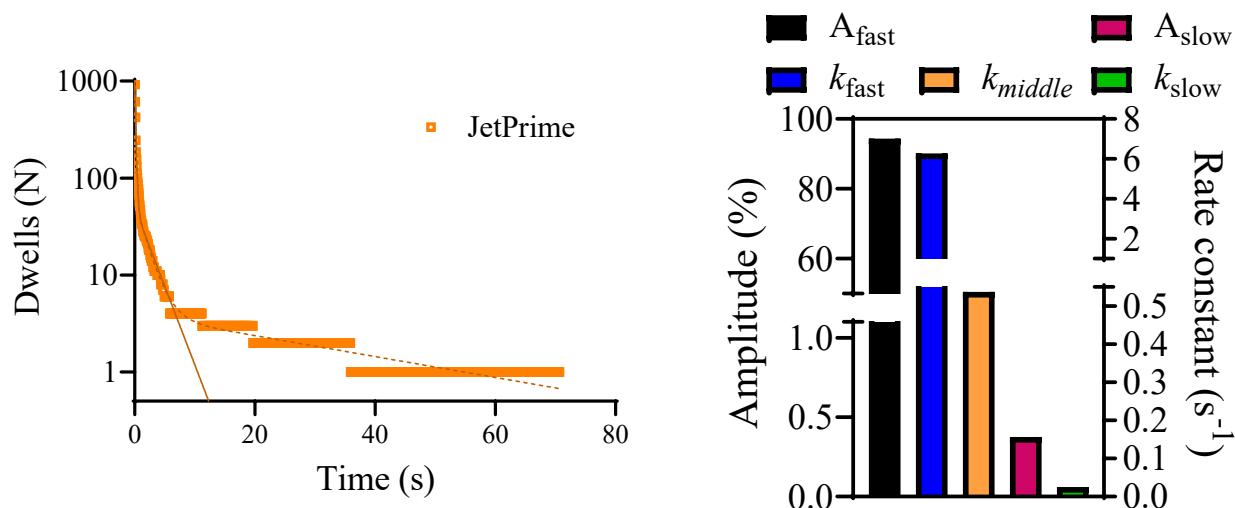 JetPrime
1000
100
10
1
Dwells (N)
0 20 40 60 80
Time (s)
A_fast A_slow
k_fast k_middle k_slow
100 8
90 6
80 4
60 2
1.0 0.5
0.4
0.3
0.5 0.2
0.1
0.0 0.0
Amplitude (%)
Rate constant (s⁻¹)